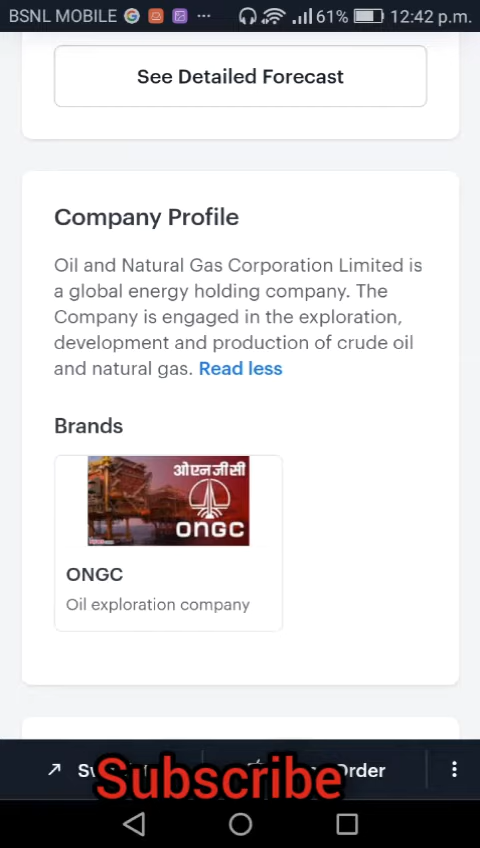 BSNL MOBILE 61% 12:42 p.m.
See Detailed Forecast
Company Profile
Oil and Natural Gas Corporation Limited is
a global energy holding company. The
Company is engaged in the exploration,
development and production of crude oil
and natural gas. Read less
Brands
ओएनजीसी
ONGC
ONGC
Oil exploration company
Order
Subscribe